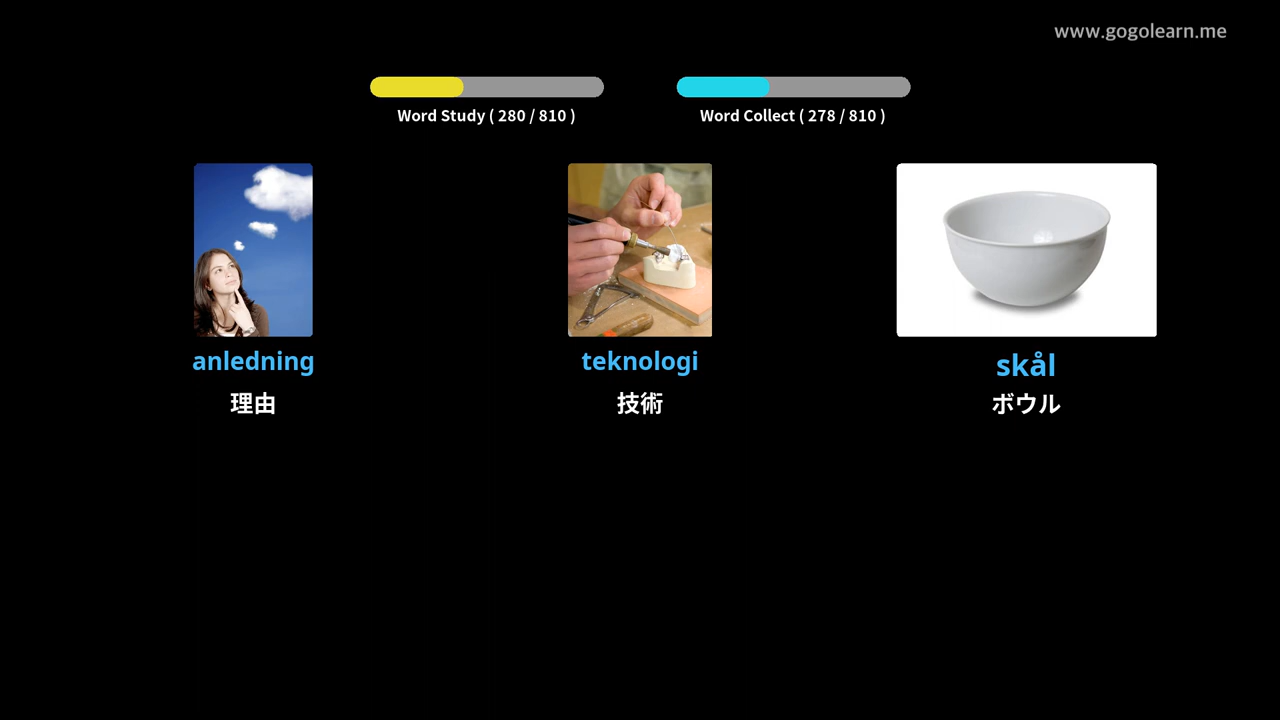 www.gogolearn.me
Word Study ( 280 / 810 )
Word Collect ( 278 / 810 )
anledning
teknologi
skål
理由
技術
ボウル